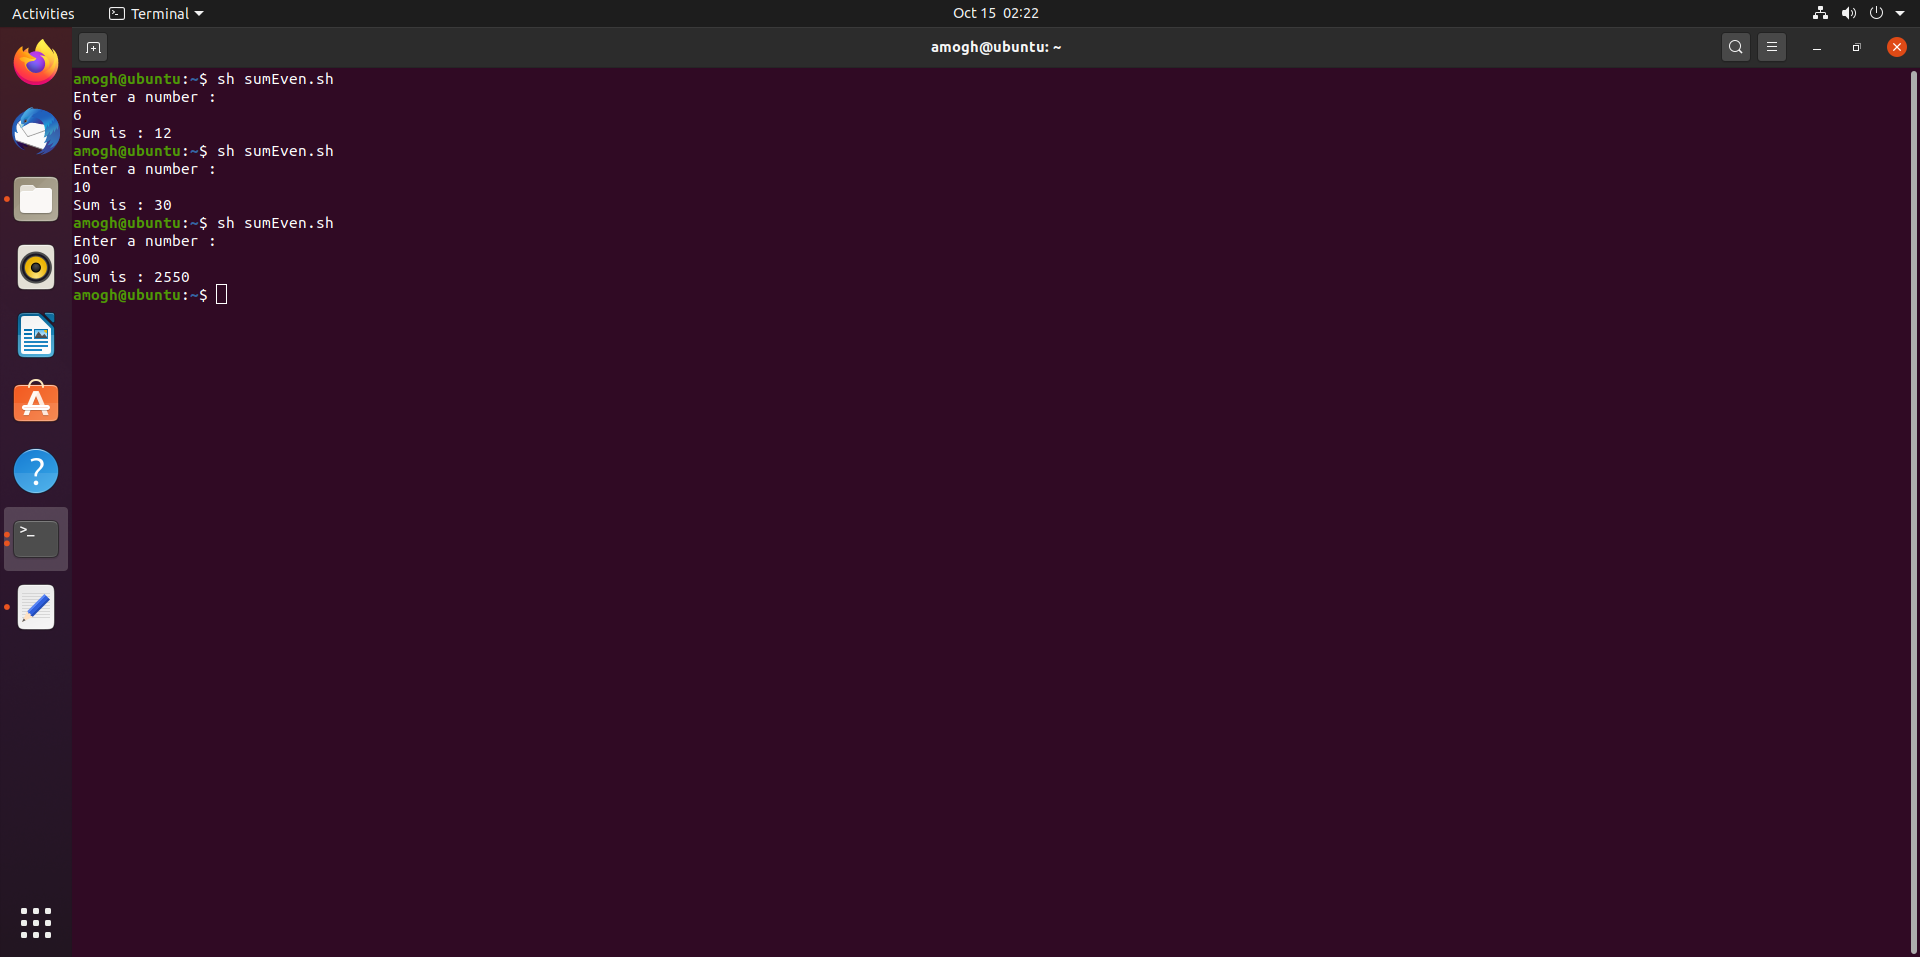 Activities
Terminal
Oct 15 02:22
amogh@ubuntu: ~
amogh@ubuntu:~$ sh sumEven.sh
Enter a number :
6
Sum is : 12
amogh@ubuntu:~$ sh sumEven.sh
Enter a number :
10
Sum is : 30
amogh@ubuntu:~$ sh sumEven.sh
Enter a number :
100
Sum is : 2550
amogh@ubuntu:~$